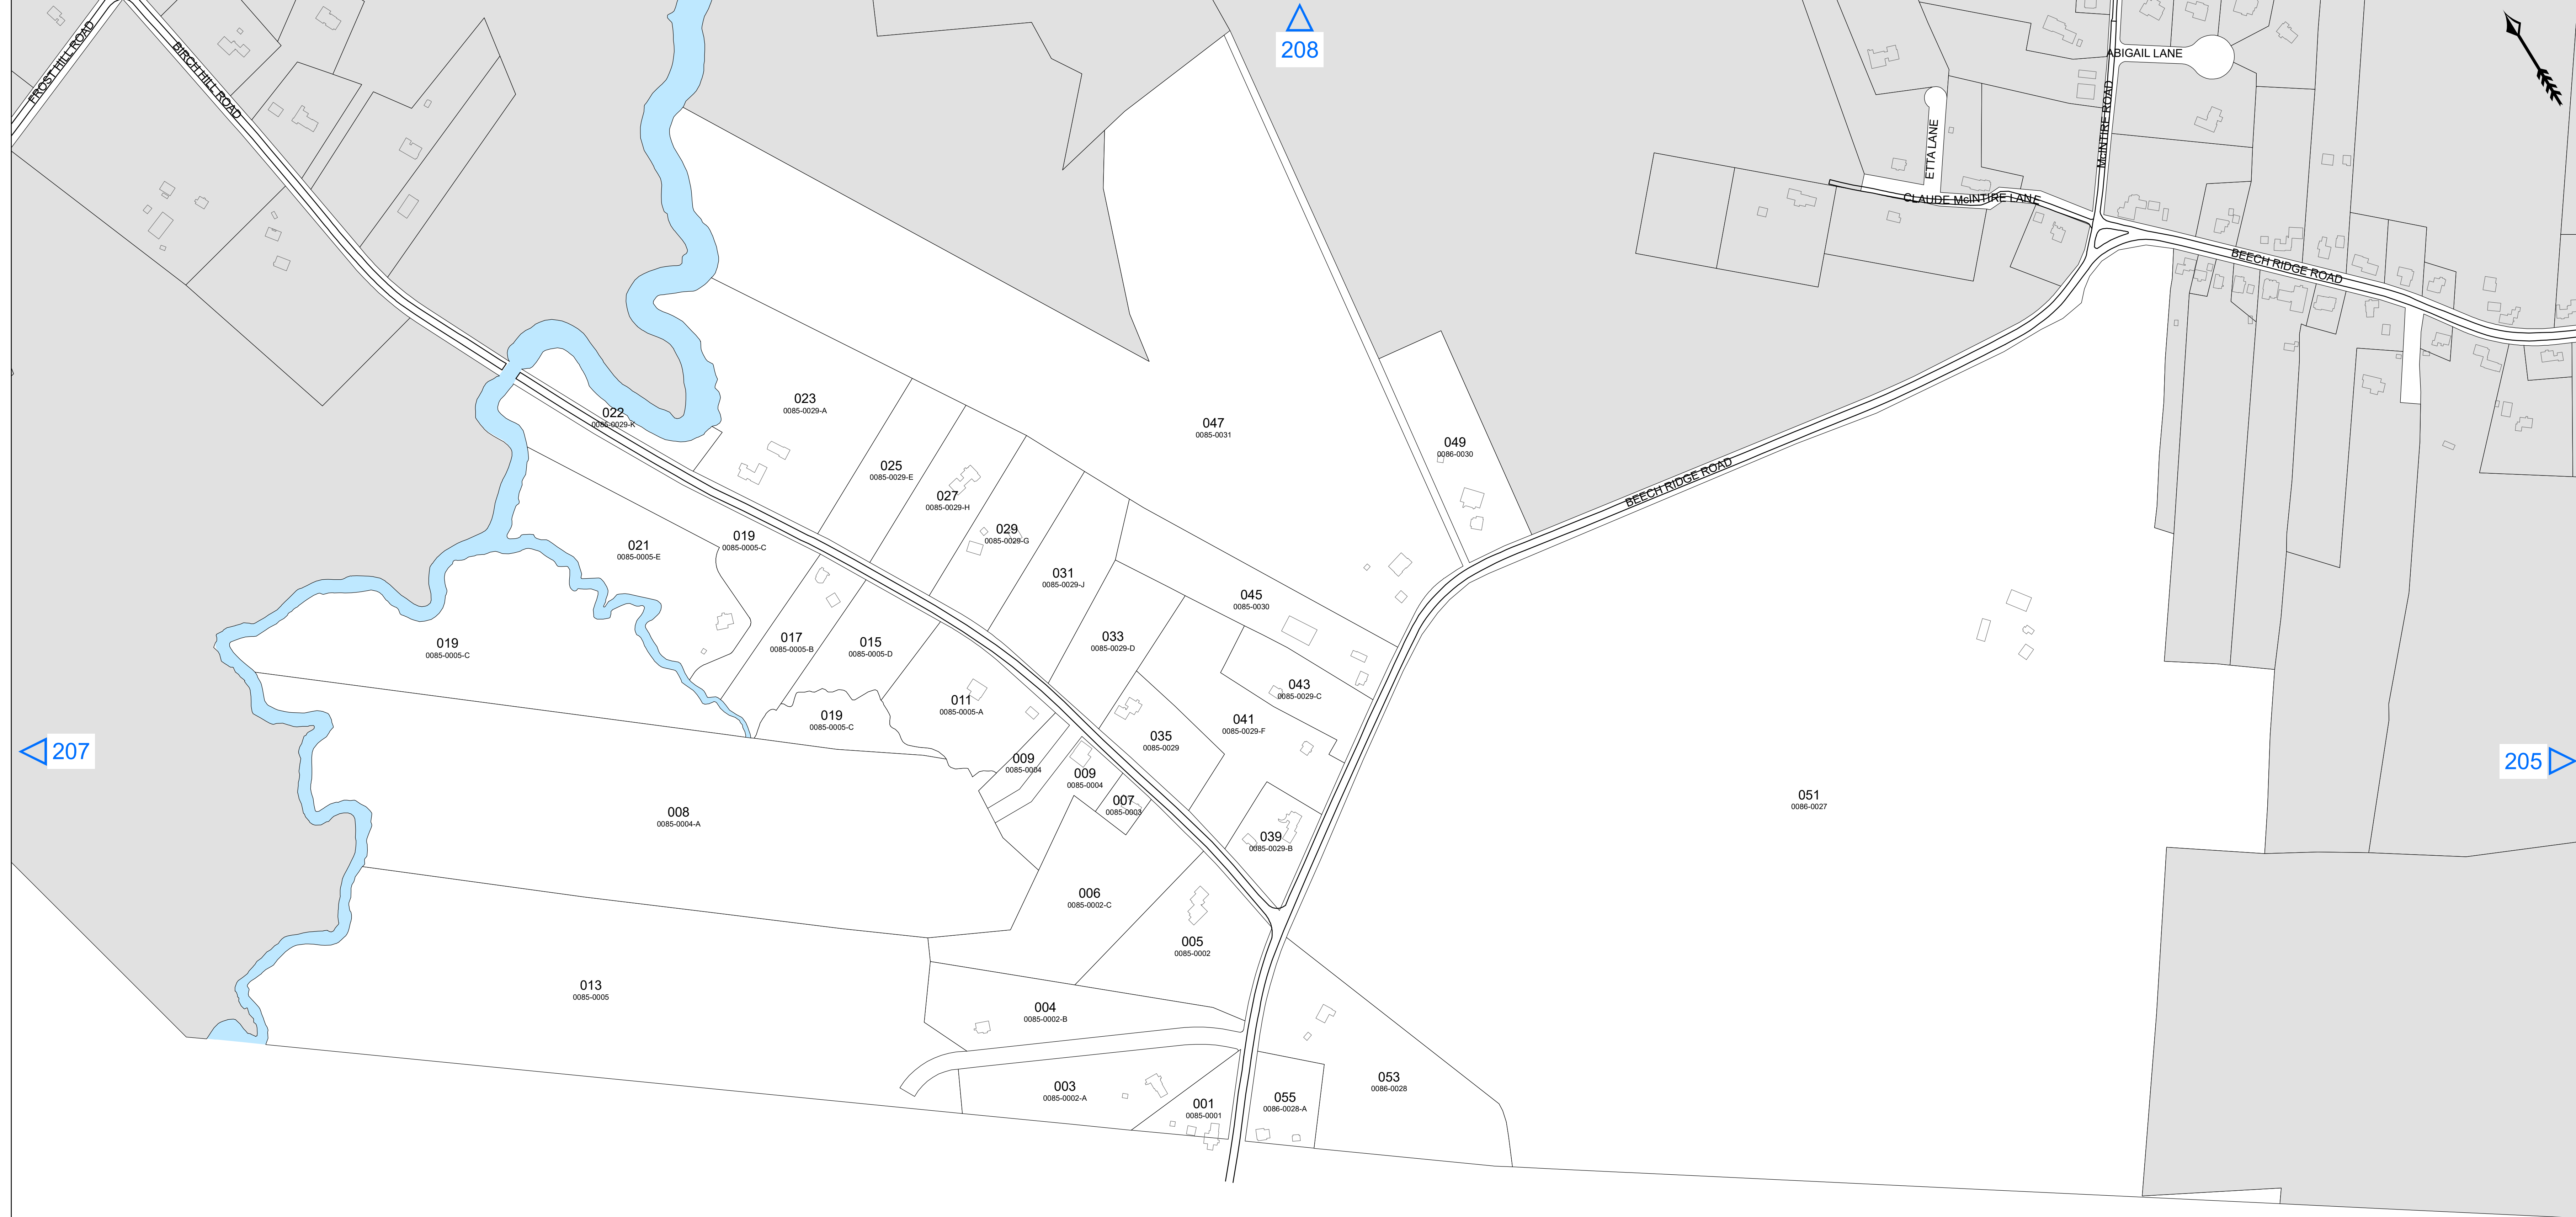 208
FROST HILL ROAD
BIRCH HILL ROAD
ABIGAIL LANE
McINTIRE ROAD
ETTA LANE
CLAUDE McINTIRE LANE
BEECH RIDGE ROAD
023
0085-0029-A
022
0085-0029-K
047
0085-0031
049
0086-0030
025
0085-0029-E
BEECH RIDGE ROAD
027
0085-0029-H
029
0085-0029-G
019
0085-0005-C
021
0085-0005-E
031
0085-0029-J
045
0085-0030
033
0085-0029-D
017
0085-0005-B
015
0085-0005-D
019
0085-0005-C
043
0085-0029-C
011
0085-0005-A
019
0085-0005-C
041
0085-0029-F
035
0085-0029
207
205
009
0085-0004
009
0085-0004
007
0085-0003
051
0086-0027
008
0085-0004-A
039
0085-0029-B
006
0085-0002-C
005
0085-0002
013
0085-0005
004
0085-0002-B
053
0086-0028
003
0085-0002-A
001
0085-0001
055
0086-0028-A